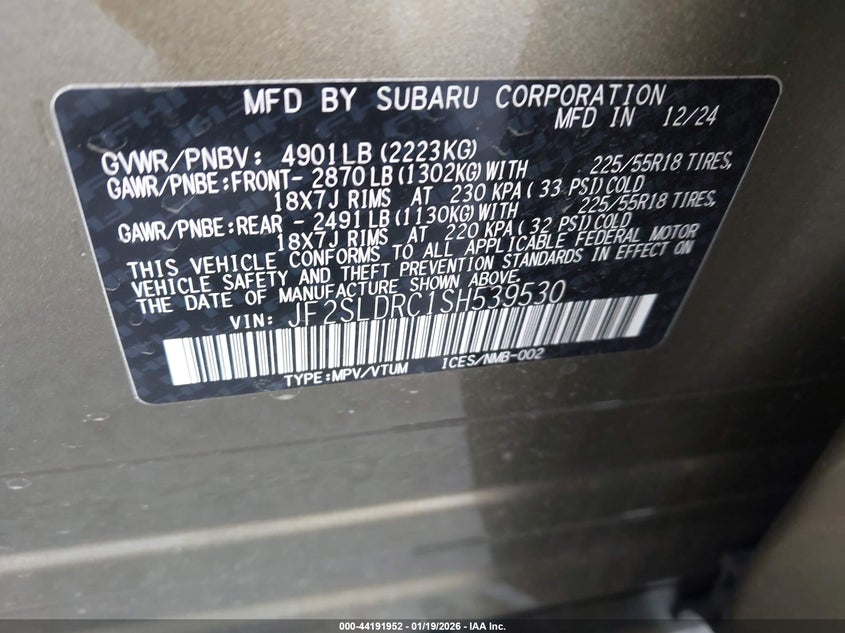 MFD BY SUBARU CORPORATION
MFD IN 12/24
GVWR/PNBV: 4901LB (2223KG)
GAWR/PNBE:FRONT- 2870LB(1302KG)WITH 225/55R18 TIRES,
18X7J RIMS AT 230 KPA (33 PSI)COLD
GAWR/PNBE:REAR - 2491LB(1130KG)WITH 225/55R18 TIRES,
18X7J RIMS AT 220 KPA (32 PSI)COLD
THIS VEHICLE CONFORMS TO ALL APPLICABLE FEDERAL MOTOR
VEHICLE SAFETY AND THEFT PREVENTION STANDARDS IN EFFECT ON
THE DATE OF MANUFACTURE SHOWN ABOVE.
VIN: JF2SLDRC1SH539530
TYPE:MPV/VTUM ICES/NMB-002
000-44191952 - 01/19/2026 - IAA Inc.